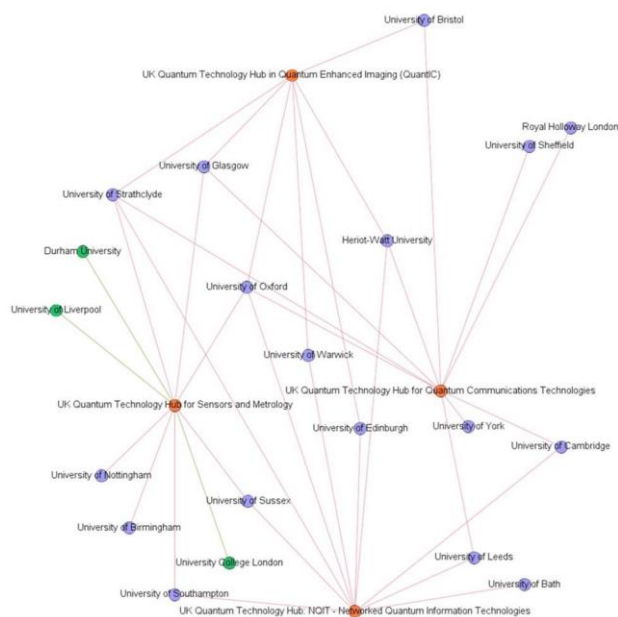 University of Bristol
UK Quantum Technology Hub in Quantum Enhanced Imaging (QuantIC)
Royal Holloway London
University of Sheffield
University of Glasgow
University of Strathclyde
Heriot-Watt University
Durham University
University of Oxford
University of Liverpool
University of Warwick
UK Quantum Technology Hub for Quantum Communications Technologies
UK Quantum Technology Hub for Sensors and Metrology
University of York
University of Edinburgh
University of Cambridge
University of Nottingham
University of Sussex
University of Birmingham
University of Leeds
University College London
University of Bath
University of Southampton
UK Quantum Technology Hub: NQIT - Networked Quantum Information Technologies